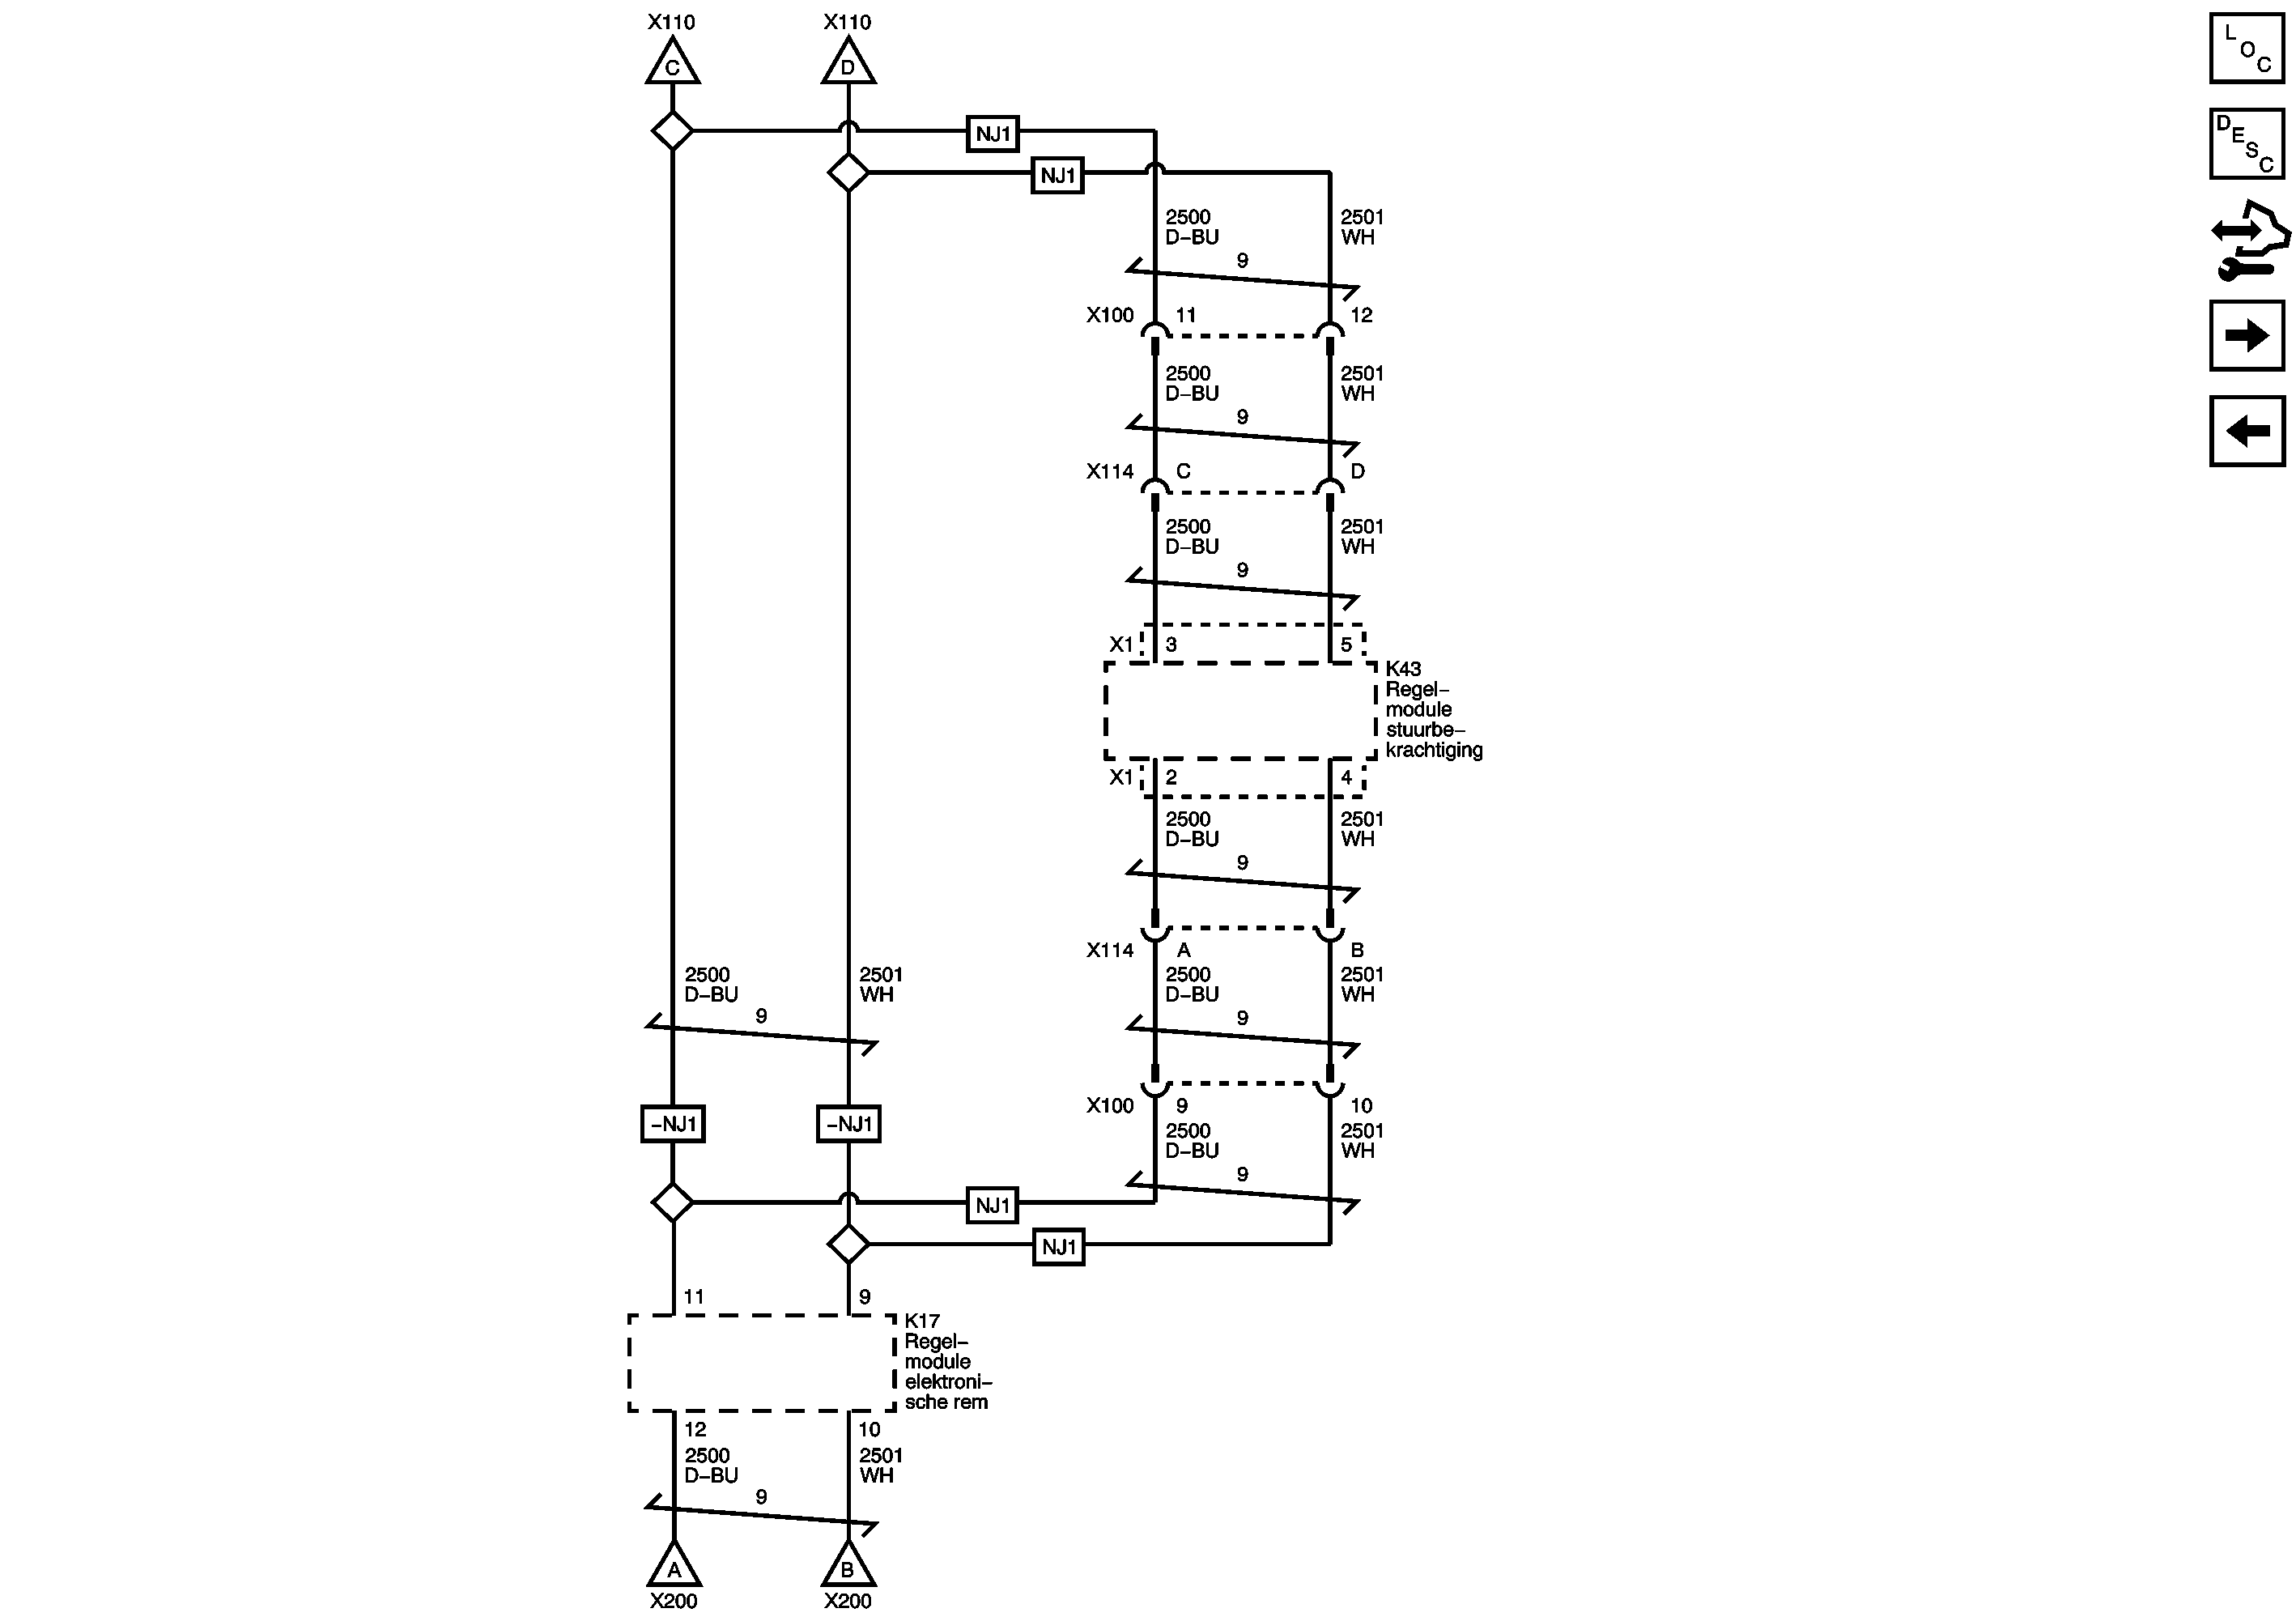 X110
X110
C
D
NJ1
NJ1
2500
D-BU
2501
WH
9
X100
11
12
2500
D-BU
2501
WH
9
X114
C
D
2500
D-BU
2501
WH
9
X1
3
5
K43
Regel-
module
stuurbe-
krachtiging
X1
2
4
2500
D-BU
2501
WH
9
X114
A
B
2500
D-BU
2501
WH
9
2500
D-BU
2501
WH
9
X100
9
10
2500
D-BU
2501
WH
9
-NJ1
-NJ1
NJ1
NJ1
11
9
K17
Regel-
module
elektroni-
sche rem
12
10
2500
D-BU
2501
WH
9
A
B
X200
X200
LOC
DESC